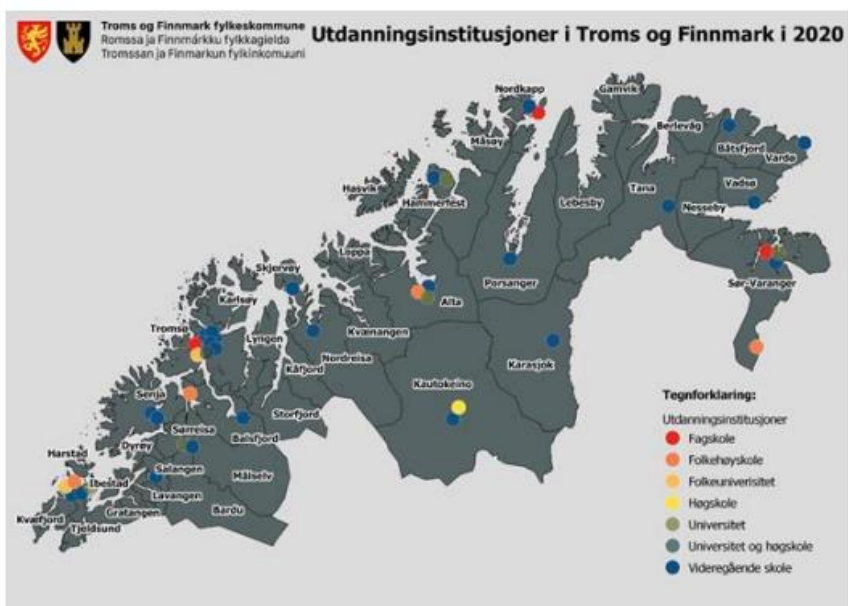 Troms og Finnmark fylkeskommune
Romssa ja Finnmárkku fylkkagielda
Tromssan ja Finmarkun fylkinkomuuni
Utdanningsinstitusjoner i Troms og Finnmark i 2020
Nordkapp
Gamvik
Måsøy
Berlevåg
Båtsfjord
Vardø
Hasvik
Hammerfest
Lebesby
Tana
Vadsø
Nesseby
Loppa
Skjervøy
Porsanger
Sør-Varanger
Karlsøy
Alta
Tromsø
Lyngen
Kvænangen
Nordreisa
Kåfjord
Karasjok
Kautokeino
Senja
Storfjord
Sørreisa
Balsfjord
Dyrøy
Harstad
Salangen
Målselv
Ibestad
Lavangen
Gratangen
Bardu
Kvæfjord
Tjeldsund
Tegnforklaring:
Utdanningsinstitusjoner
Fagskole
Folkehøyskole
Folkeuniverisitet
Høgskole
Universitet
Universitet og høgskole
Videregående skole